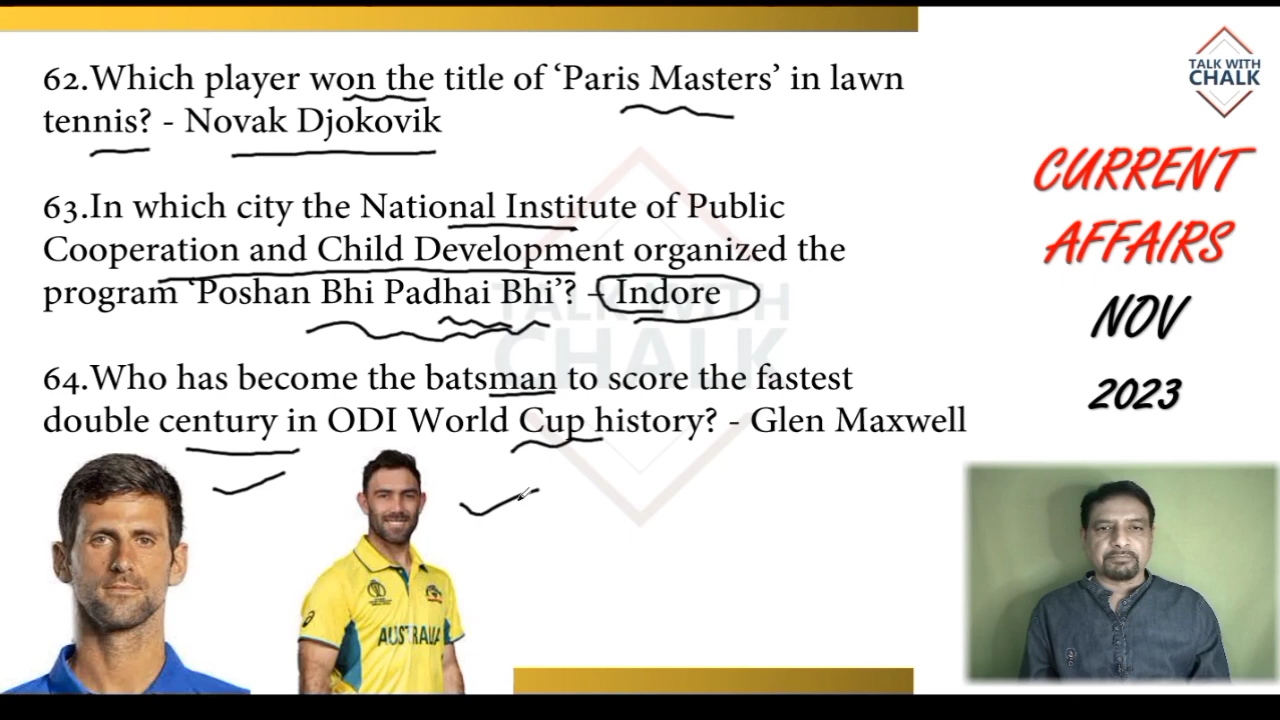 62.Which player won the title of ‘Paris Masters’ in lawn
tennis? - Novak Djokovik
63.In which city the National Institute of Public
Cooperation and Child Development organized the
program ‘Poshan Bhi Padhai Bhi’? – Indore
64.Who has become the batsman to score the fastest
double century in ODI World Cup history? - Glen Maxwell
TALK WITH
CHALK
CURRENT
AFFAIRS
NOV
2023
TALK WITH
CHALK
AUSTRALIA